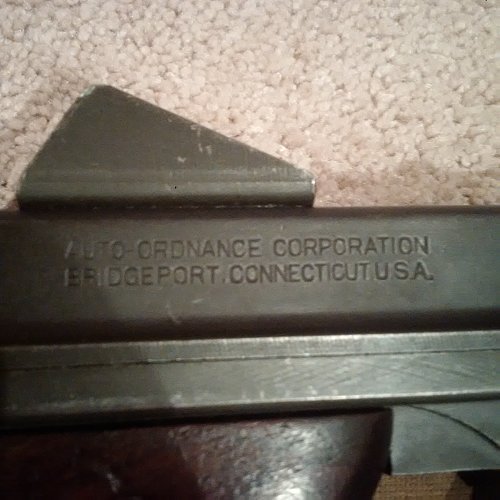 AUTO-ORDNANCE CORPORATION
BRIDGEPORT, CONNECTICUT, U.S.A.